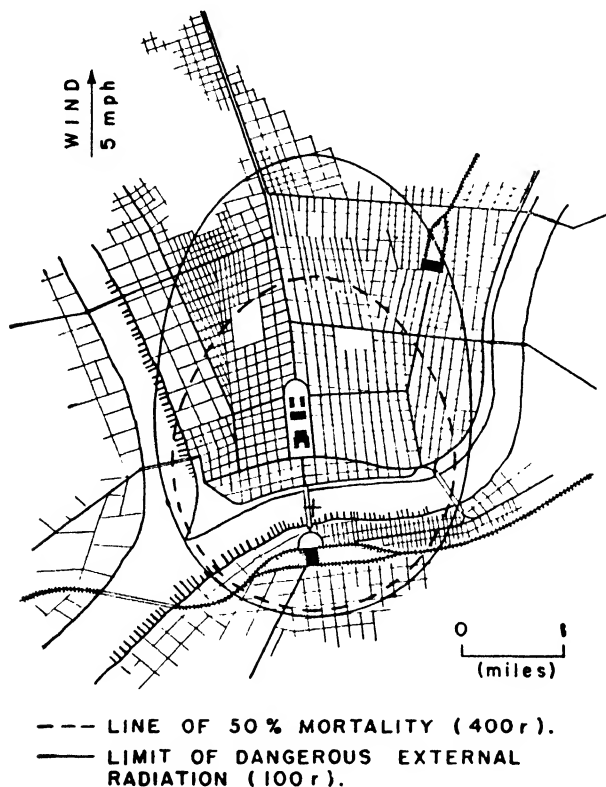 WIND
5 mph
0 1
(miles)
--- LINE OF 50% MORTALITY (400r).
— LIMIT OF DANGEROUS EXTERNAL
RADIATION (100r).